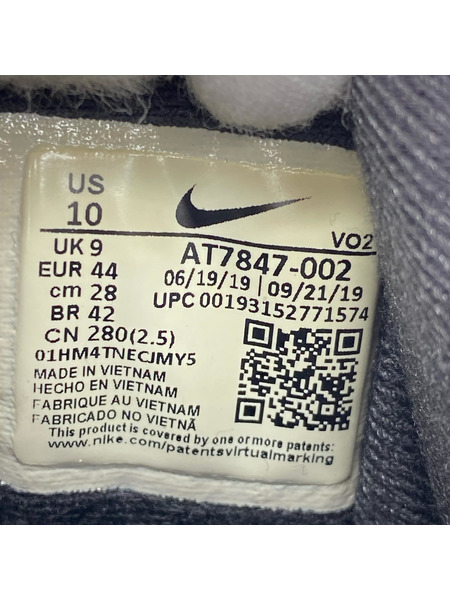 US
10
VO2
UK 9
EUR 44
cm 28
BR 42
CN 280(2.5)
AT7847-002
06/19/19 | 09/21/19
UPC 00193152771574
01HM4TNECJMY5
MADE IN VIETNAM
HECHO EN VIETNAM
FABRIQUE AU VIETNAM
FABRICADO NO VIETNÃ
This product is covered by one or more patents:
www.nike.com/patentsvirtualmarking